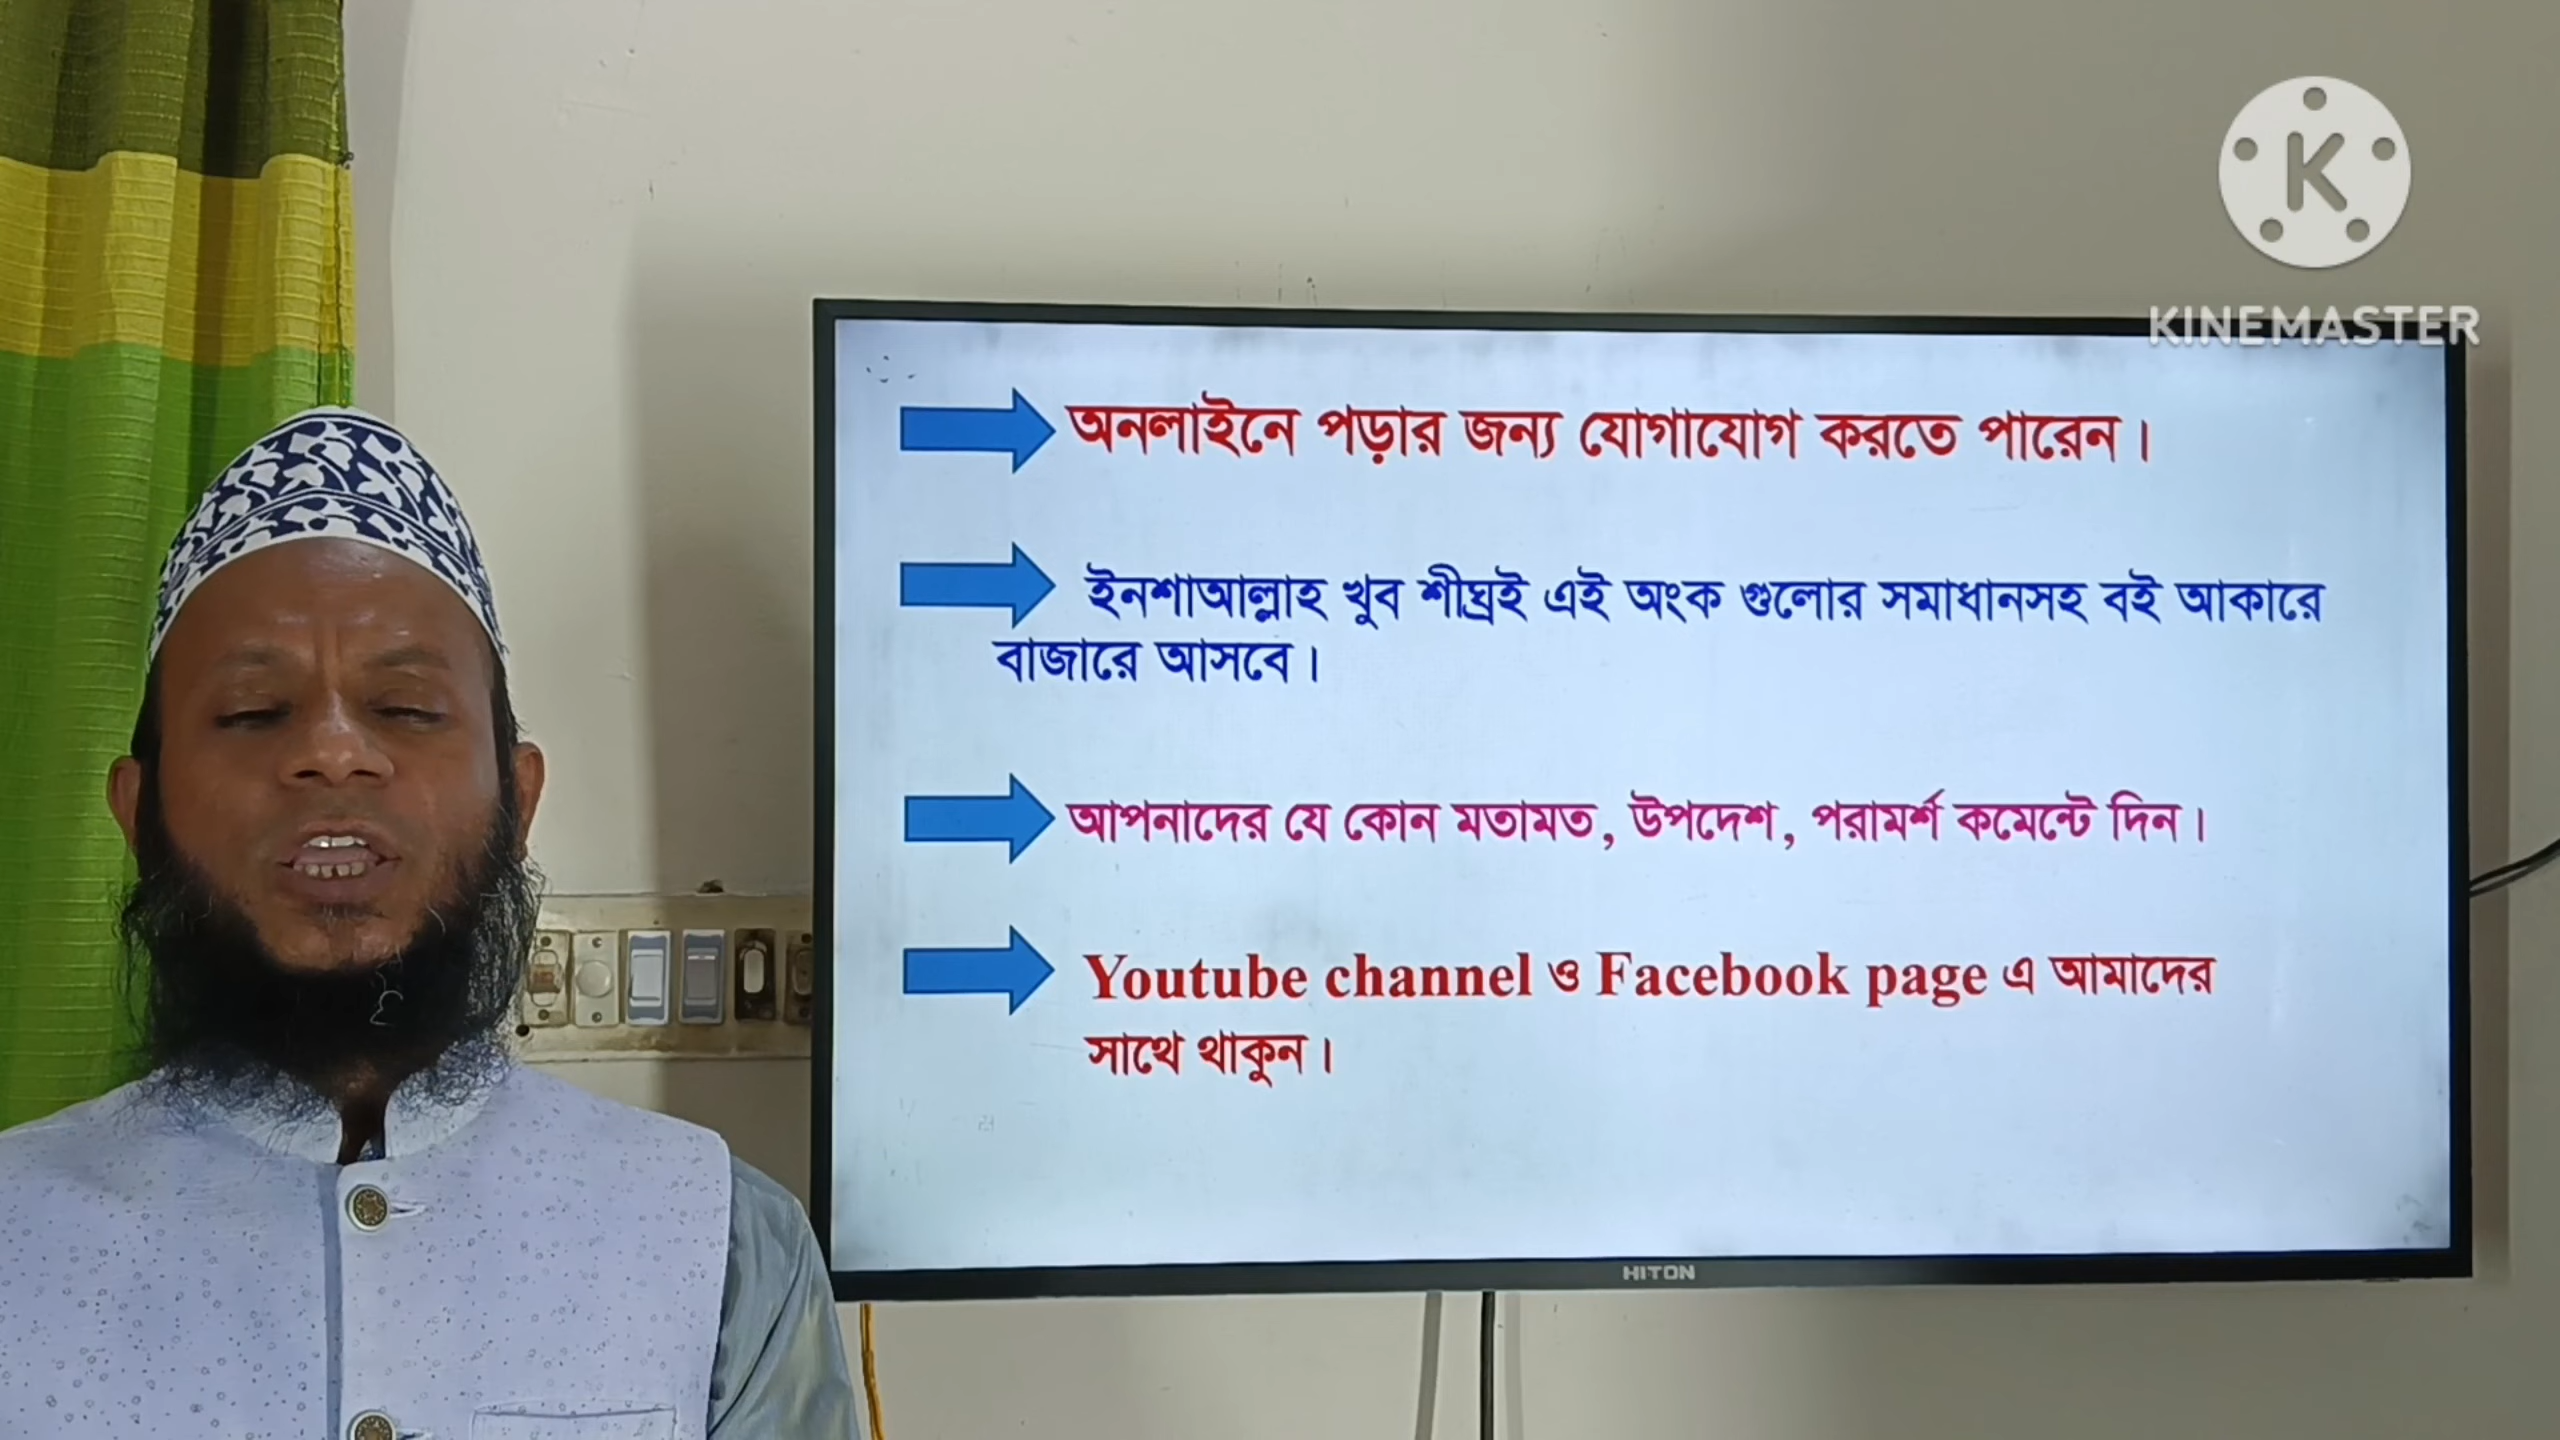 K
KINEMASTER
অনলাইনে পড়ার জন্য যোগাযোগ করতে পারেন।
ইনশাআল্লাহ খুব শীঘ্রই এই অংক গুলোর সমাধানসহ বই আকারে
বাজারে আসবে।
আপনাদের যে কোন মতামত, উপদেশ, পরামর্শ কমেন্টে দিন।
Youtube channel ও Facebook page এ আমাদের
সাথে থাকুন।
HITON